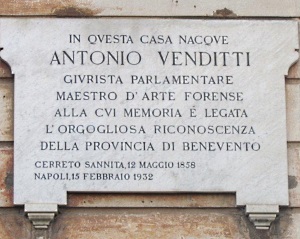 IN QVESTA CASA NACQVE
ANTONIO VENDITTI
GIVRISTA PARLAMENTARE
MAESTRO D'ARTE FORENSE
ALLA CVI MEMORIA È LEGATA
L'ORGOGLIOSA RICONOSCENZA
DELLA PROVINCIA DI BENEVENTO
CERRETO SANNITA, 12 MAGGIO 1858
NAPOLI, 15 FEBBRAIO 1932